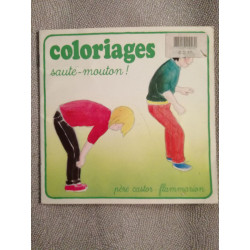 coloriages
saute-mouton !
père castor-flammarion